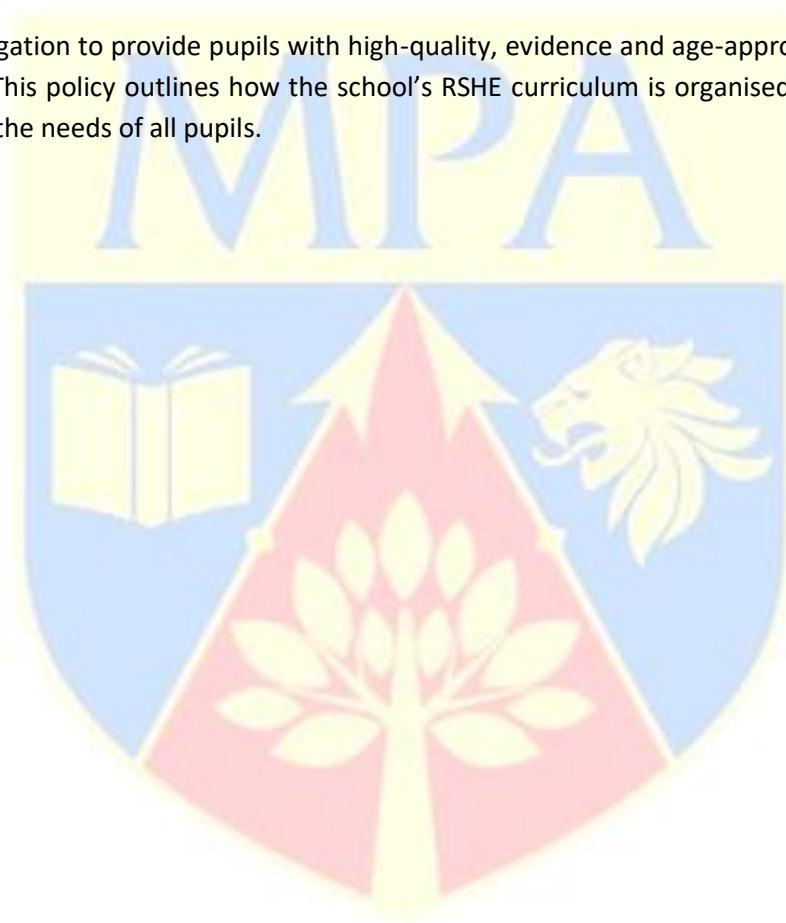 gation to provide pupils with high-quality, evidence and age-appro
This policy outlines how the school's RSHE curriculum is organised
the needs of all pupils.
MPA